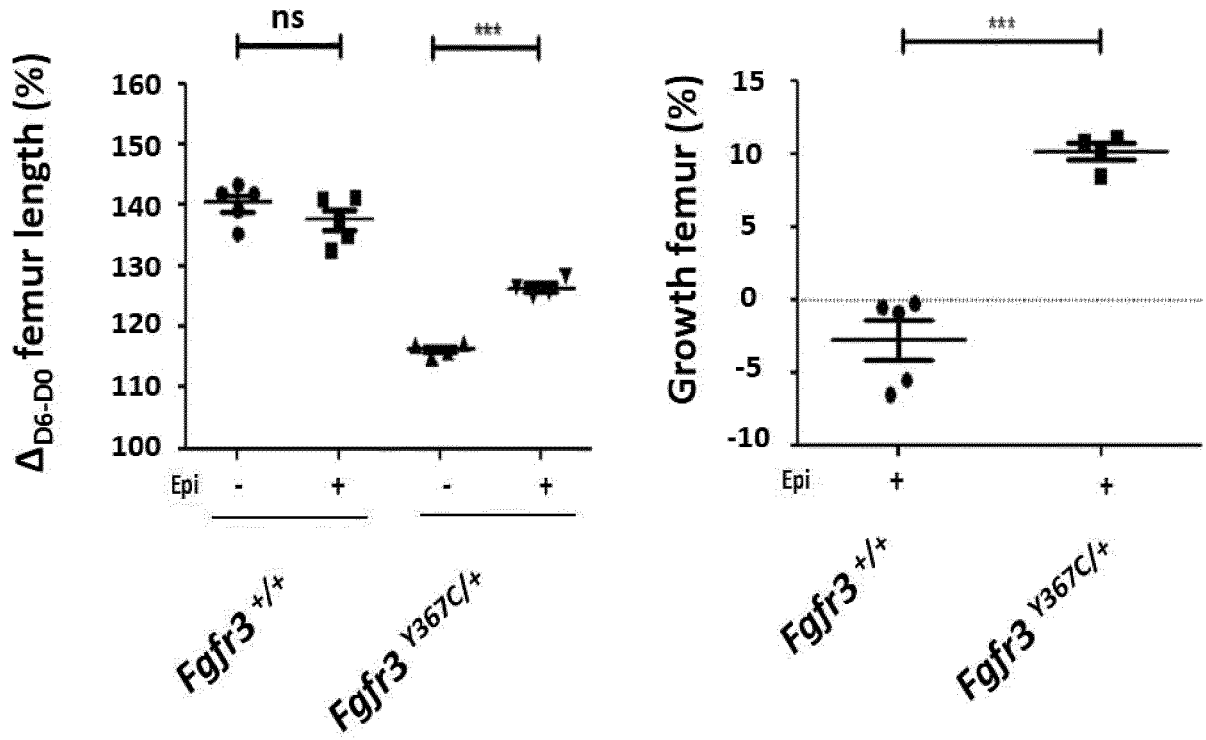 ns
***
ΔD6-D0 femur length (%)
160
150
140
130
120
110
100
Epi - + - +
Fgfr3 +/+
Fgfr3 Y367C/+
***
Growth femur (%)
15
10
5
0
-5
-10
Epi + +
Fgfr3 +/+
Fgfr3 Y367C/+